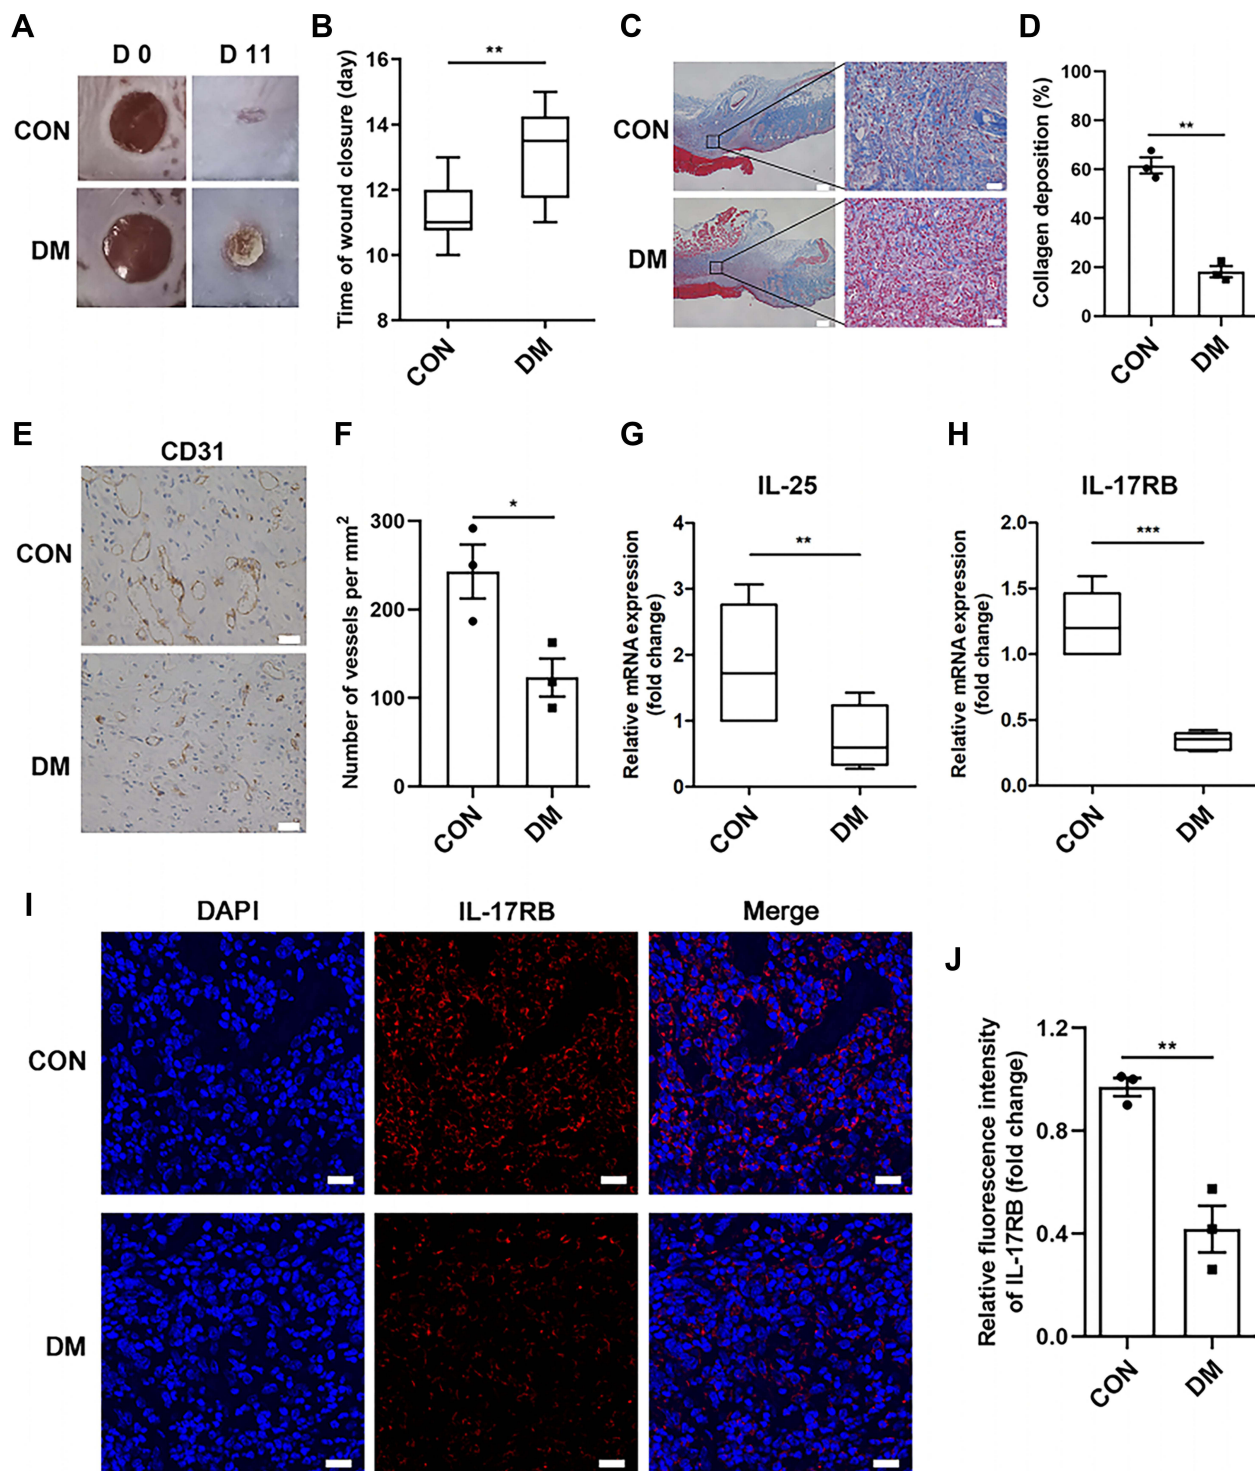 A
D 0
D 11
CON
DM
B
Time of wound closure (day)
16
14
12
10
8
**
CON
DM
C
CON
DM
D
Collagen deposition (%)
100
80
60
40
20
0
**
CON
DM
E
CD31
CON
DM
F
Number of vessels per mm²
300
200
100
0
*
CON
DM
G
IL-25
Relative mRNA expression
(fold change)
4
3
2
1
0
**
CON
DM
H
IL-17RB
Relative mRNA expression
(fold change)
2.0
1.5
1.0
0.5
0.0
***
CON
DM
I
DAPI
IL-17RB
Merge
CON
DM
J
Relative fluorescence intensity
of IL-17RB (fold change)
1.2
0.8
0.4
0.0
**
CON
DM